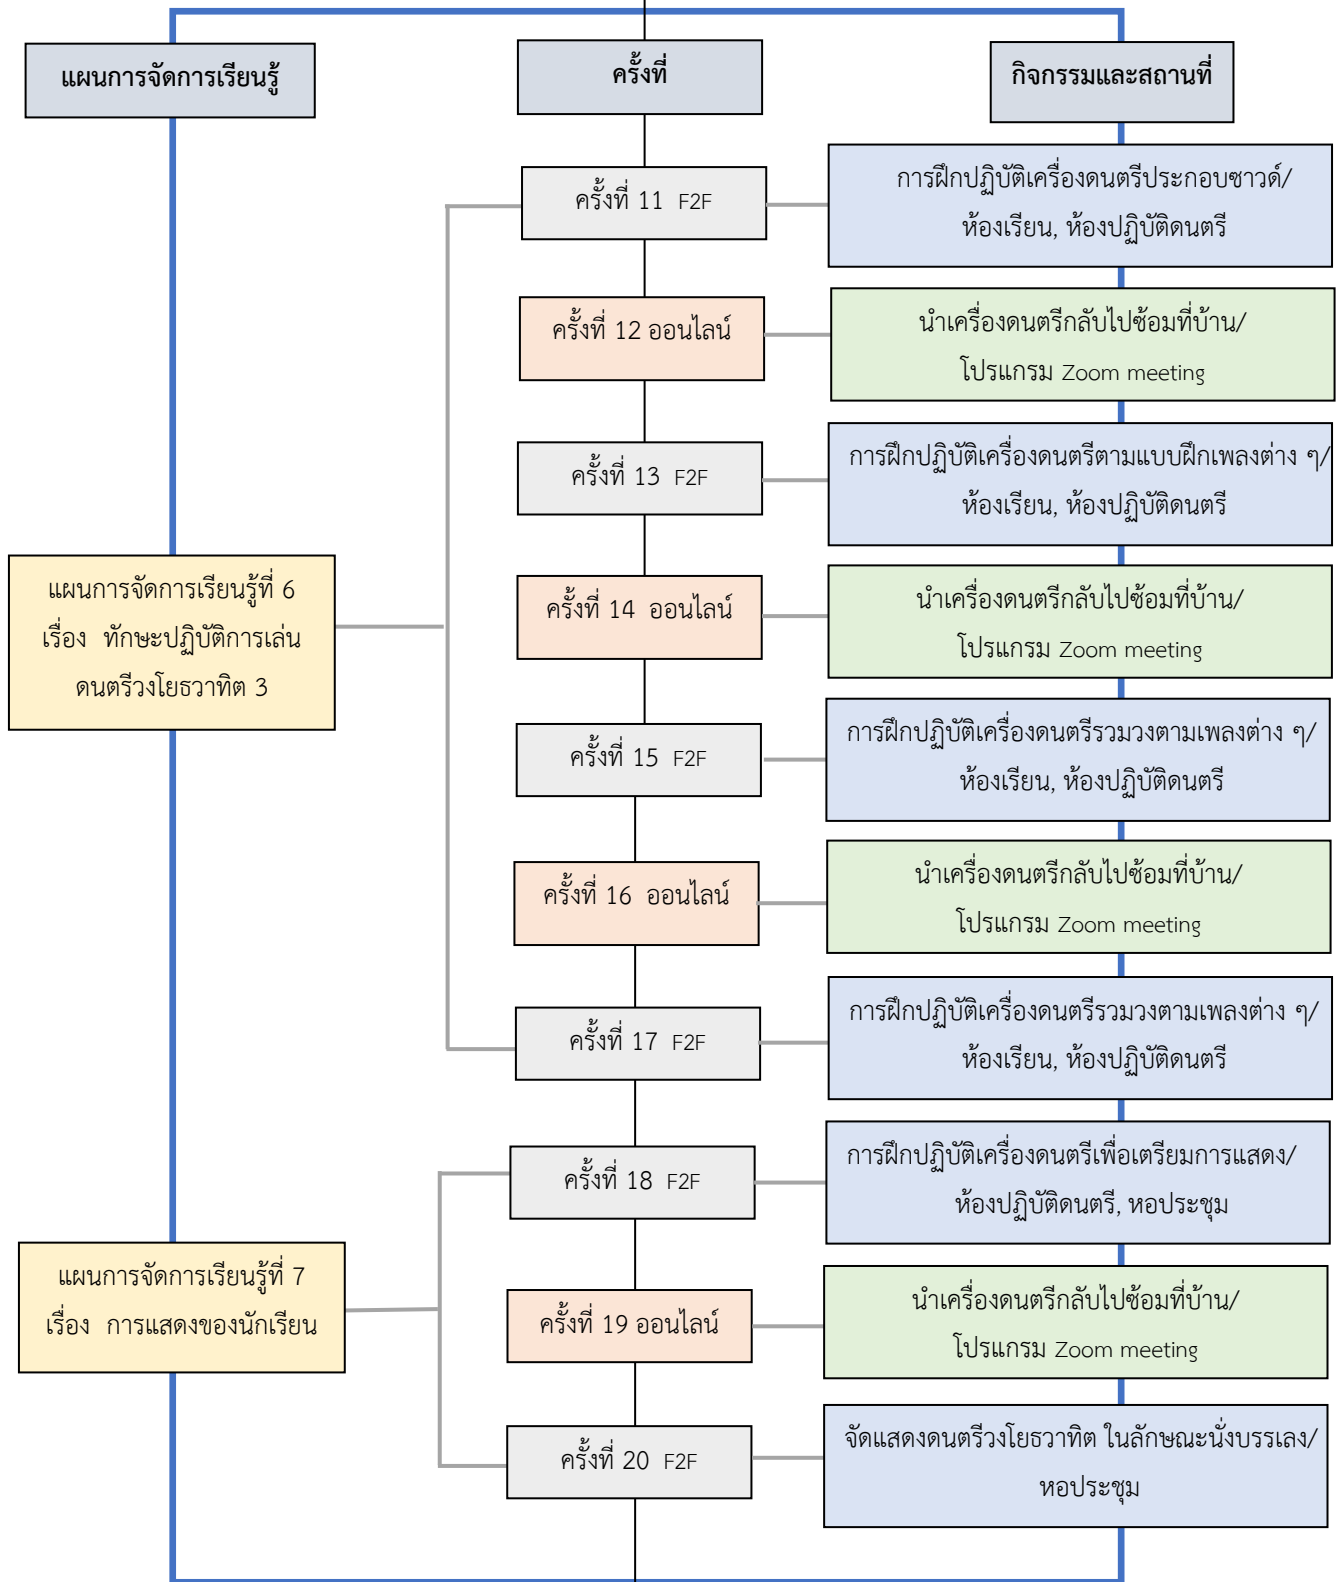 แผนการจัดการเรียนรู้
ครั้งที่
กิจกรรมและสถานที่
ครั้งที่ 11 F2F
การฝึกปฏิบัติเครื่องดนตรีประกอบซาวด์/
ห้องเรียน, ห้องปฏิบัติดนตรี
ครั้งที่ 12 ออนไลน์
นำเครื่องดนตรีกลับไปซ้อมที่บ้าน/
โปรแกรม Zoom meeting
ครั้งที่ 13 F2F
การฝึกปฏิบัติเครื่องดนตรีตามแบบฝึกเพลงต่าง ๆ/
ห้องเรียน, ห้องปฏิบัติดนตรี
แผนการจัดการเรียนรู้ที่ 6
เรื่อง ทักษะปฏิบัติการเล่น
ดนตรีวงโยธวาทิต 3
ครั้งที่ 14 ออนไลน์
นำเครื่องดนตรีกลับไปซ้อมที่บ้าน/
โปรแกรม Zoom meeting
ครั้งที่ 15 F2F
การฝึกปฏิบัติเครื่องดนตรีรวมวงตามเพลงต่าง ๆ/
ห้องเรียน, ห้องปฏิบัติดนตรี
ครั้งที่ 16 ออนไลน์
นำเครื่องดนตรีกลับไปซ้อมที่บ้าน/
โปรแกรม Zoom meeting
ครั้งที่ 17 F2F
การฝึกปฏิบัติเครื่องดนตรีรวมวงตามเพลงต่าง ๆ/
ห้องเรียน, ห้องปฏิบัติดนตรี
ครั้งที่ 18 F2F
การฝึกปฏิบัติเครื่องดนตรีเพื่อเตรียมการแสดง/
ห้องปฏิบัติดนตรี, หอประชุม
แผนการจัดการเรียนรู้ที่ 7
เรื่อง การแสดงของนักเรียน
ครั้งที่ 19 ออนไลน์
นำเครื่องดนตรีกลับไปซ้อมที่บ้าน/
โปรแกรม Zoom meeting
ครั้งที่ 20 F2F
จัดแสดงดนตรีวงโยธวาทิต ในลักษณะนั่งบรรเลง/
หอประชุม